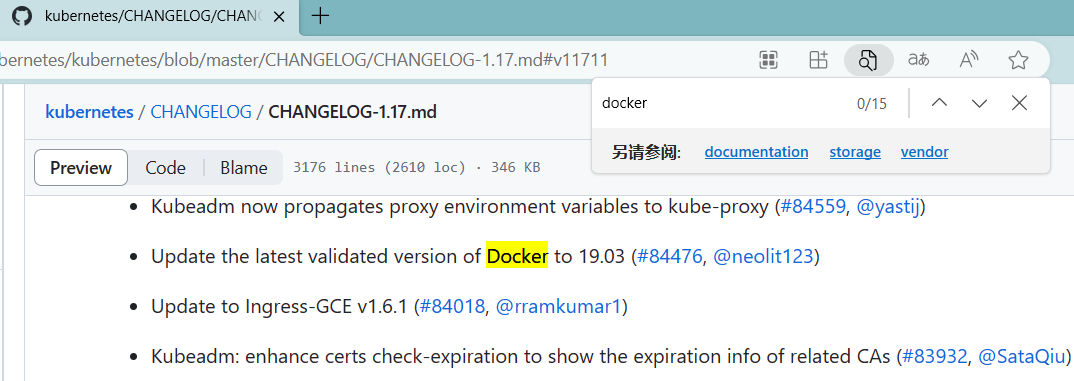 kubernetes/CHANGELOG/CHANG
bernetes/kubernetes/blob/master/CHANGELOG/CHANGELOG-1.17.md#v11711
aあ
A
docker 0/15
另请参阅: documentation storage vendor
kubernetes / CHANGELOG / CHANGELOG-1.17.md
Preview Code Blame 3176 lines (2610 loc) · 346 KB
• Kubeadm now propagates proxy environment variables to kube-proxy (#84559, @yastij)
• Update the latest validated version of Docker to 19.03 (#84476, @neolit123)
• Update to Ingress-GCE v1.6.1 (#84018, @rramkumar1)
• Kubeadm: enhance certs check-expiration to show the expiration info of related CAs (#83932, @SataQiu)